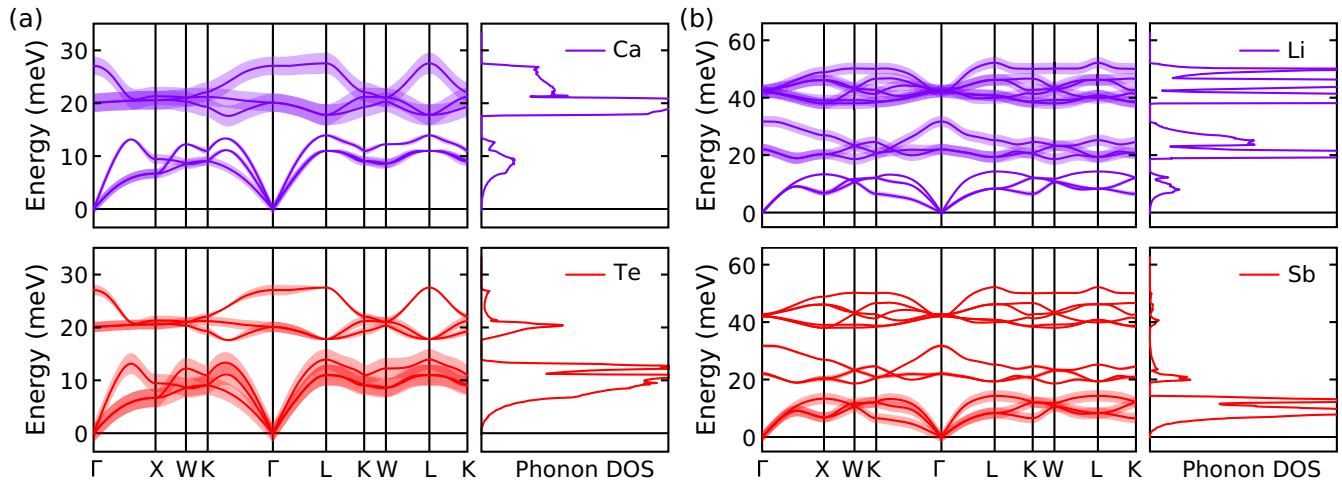 (a)
Energy (meV)
30
20
10
0
Ca
(b)
Energy (meV)
60
40
20
0
Li
Energy (meV)
30
20
10
0
Te
Γ X W K Γ L K W L K
Phonon DOS
Energy (meV)
60
40
20
0
Sb
Γ X W K Γ L K W L K
Phonon DOS